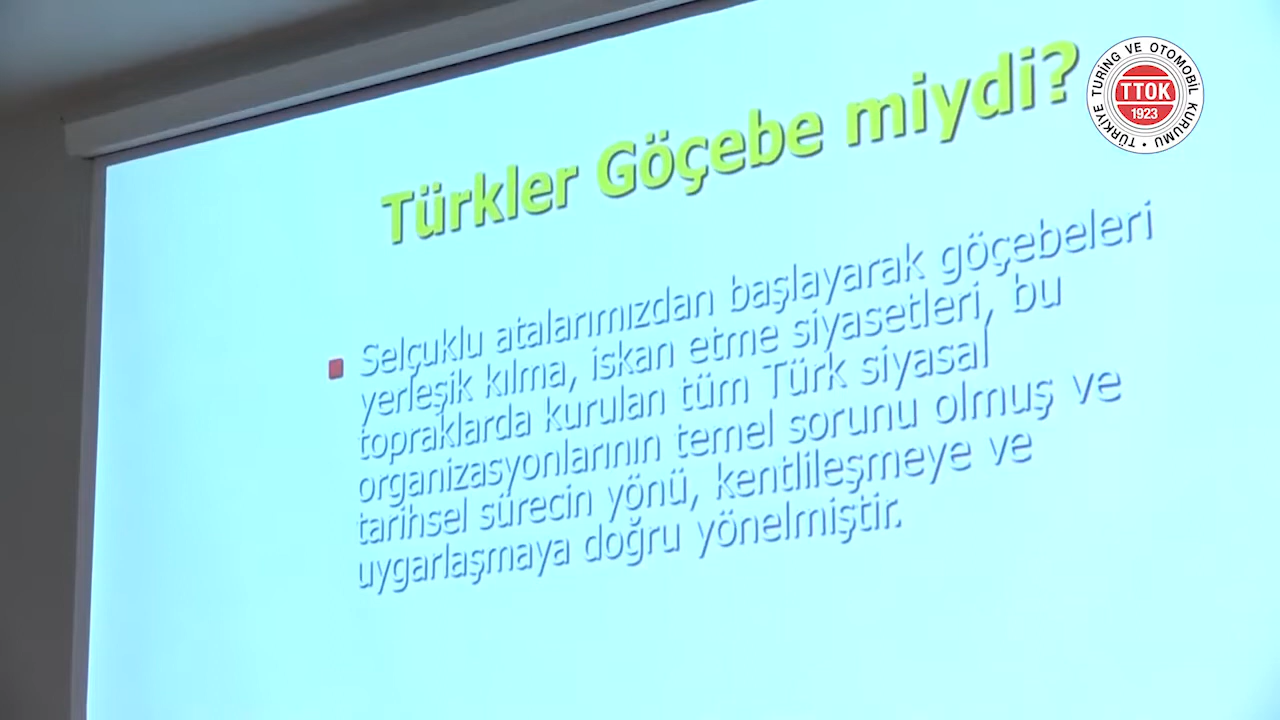 Türkler Göçebe miydi?
Selçuklu atalarımızdan başlayarak göçebeleri
yerleşik kılma, iskan etme siyasetleri, bu
topraklarda kurulan tüm Türk siyasal
organizasyonlarının temel sorunu olmuş ve
tarihsel sürecin yönü, kentlileşmeye ve
uygarlaşmaya doğru yönelmiştir.
TÜRKİYE TURİNG VE OTOMOBİL KURUMU
TTOK
1923